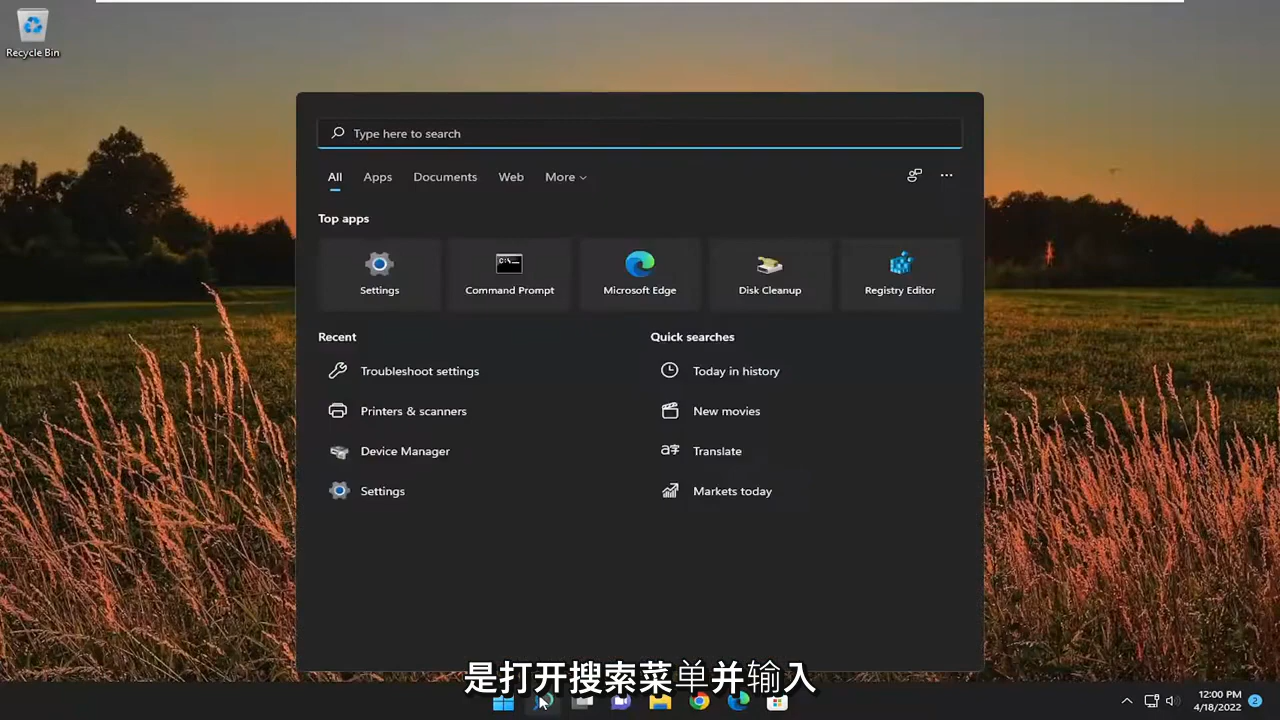 Recycle Bin
Type here to search
All Apps Documents Web More
Top apps
Settings Command Prompt Microsoft Edge Disk Cleanup Registry Editor
Recent Quick searches
Troubleshoot settings Today in history
Printers & scanners New movies
Device Manager Translate
Settings Markets today
是打开搜索菜单并输入
12:00 PM
4/18/2022
2